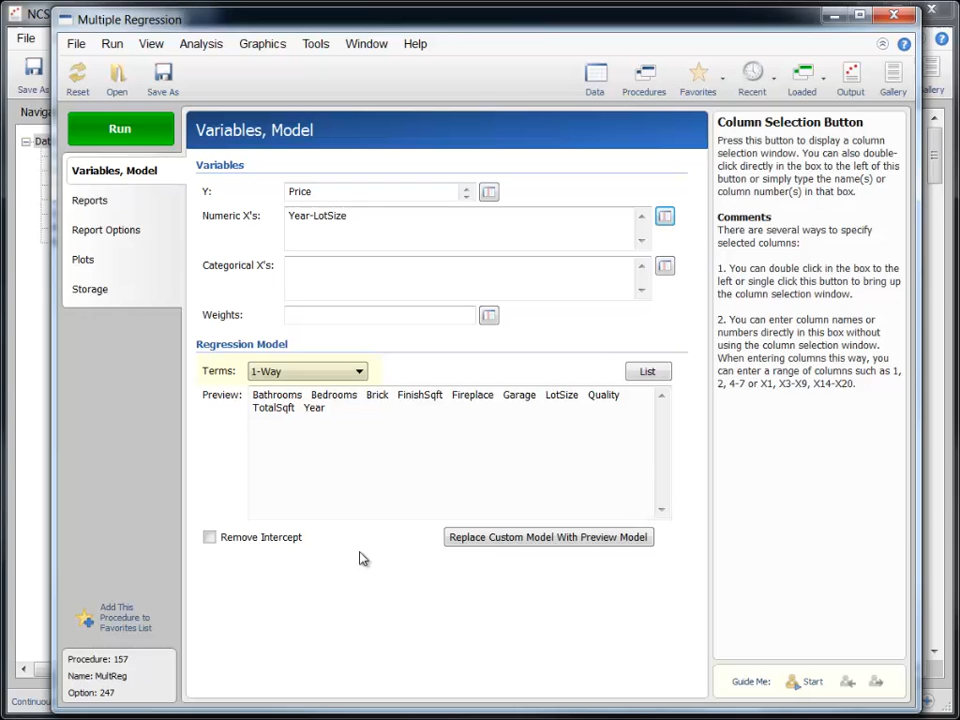 NCS
Multiple Regression
File
File Run View Analysis Graphics Tools Window Help
Save As
Reset Open Save As
Data Procedures Favorites Recent Loaded Output Gallery
allery
Naviga
Dat
Run
Variables, Model
Reports
Report Options
Plots
Storage
Add This
Procedure to
Favorites List
Procedure: 157
Name: MultReg
Option: 247
Continuou
Variables, Model
Variables
Y: Price
Numeric X's: Year-LotSize
Categorical X's:
Weights:
Regression Model
Terms: 1-Way List
Preview: Bathrooms Bedrooms Brick FinishSqft Fireplace Garage LotSize Quality
TotalSqft Year
Remove Intercept Replace Custom Model With Preview Model
Column Selection Button
Press this button to display a column
selection window. You can also double-
click directly in the box to the left of this
button or simply type the name(s) or
column number(s) in that box.
Comments
There are several ways to specify
selected columns:
1. You can double click in the box to the
left or single click this button to bring up
the column selection window.
2. You can enter column names or
numbers directly in this box without
using the column selection window.
When entering columns this way, you
can enter a range of columns such as 1,
2, 4-7 or X1, X3-X9, X14-X20.
Guide Me: Start